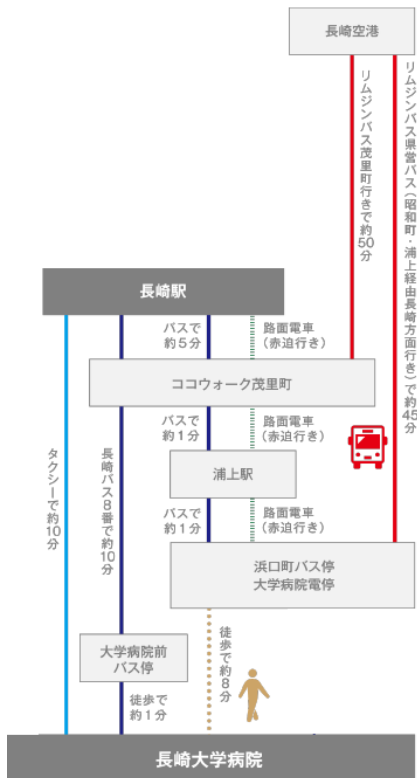 長崎空港
リムジンバス茂里町行きで約50分
リムジンバス県営バス(昭和町・浦上経由長崎方面行き)で約45分
長崎駅
バスで
約5分
路面電車
(赤迫行き)
ココウォーク茂里町
バスで
約1分
路面電車
(赤迫行き)
タクシーで約10分
長崎バス8番で約10分
浦上駅
バスで
約1分
路面電車
(赤迫行き)
浜口町バス停
大学病院電停
大学病院前
バス停
徒歩で約8分
徒歩で
約1分
長崎大学病院